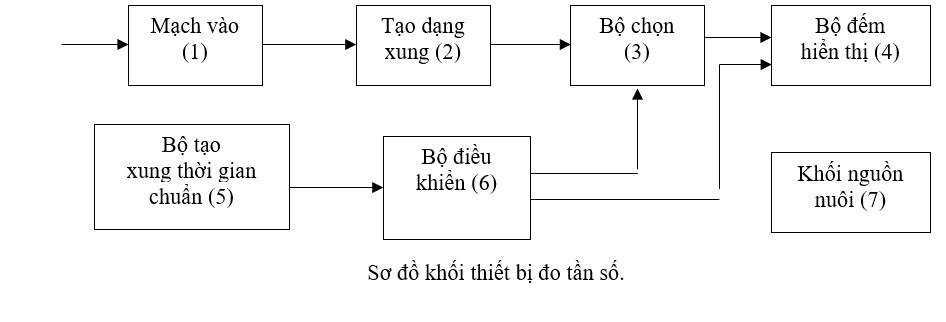 Mạch vào
(1)
Tạo dạng
xung (2)
Bộ chọn
(3)
Bộ đếm
hiển thị (4)
Bộ tạo
xung thời gian
chuẩn (5)
Bộ điều
khiển (6)
Khối nguồn
nuôi (7)
Sơ đồ khối thiết bị đo tần số.